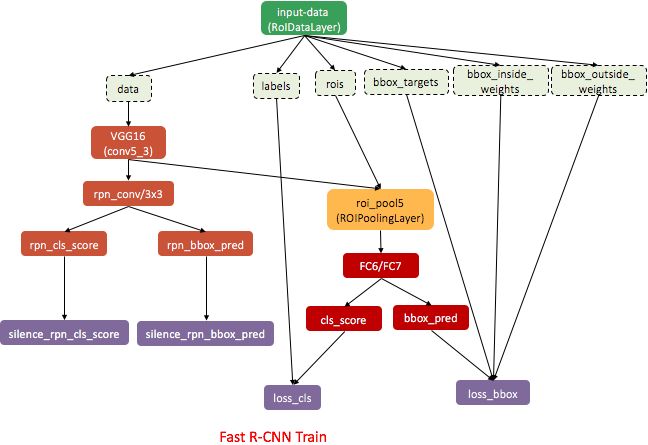 input-data
(RoIDataLayer)
data
labels
rois
bbox_targets
bbox_inside_
weights
bbox_outside_
weights
VGG16
(conv5_3)
rpn_conv/3x3
roi_pool5
(ROIPoolingLayer)
rpn_cls_score
rpn_bbox_pred
FC6/FC7
cls_score
bbox_pred
silence_rpn_cls_score
silence_rpn_bbox_pred
loss_cls
loss_bbox
Fast R-CNN Train